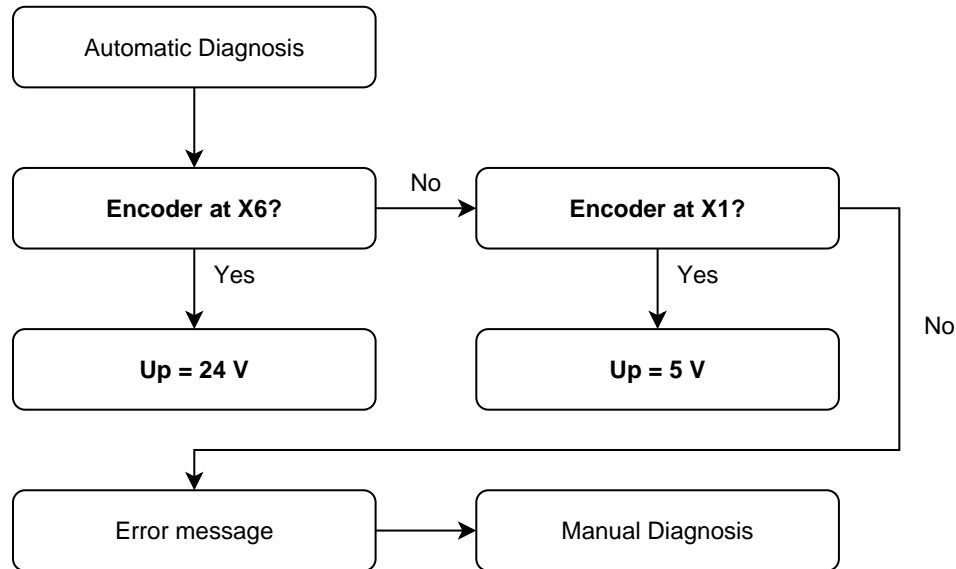 Automatic Diagnosis
No
Encoder at X6?
Encoder at X1?
Yes
Yes
No
Up = 24 V
Up = 5 V
Error message
Manual Diagnosis